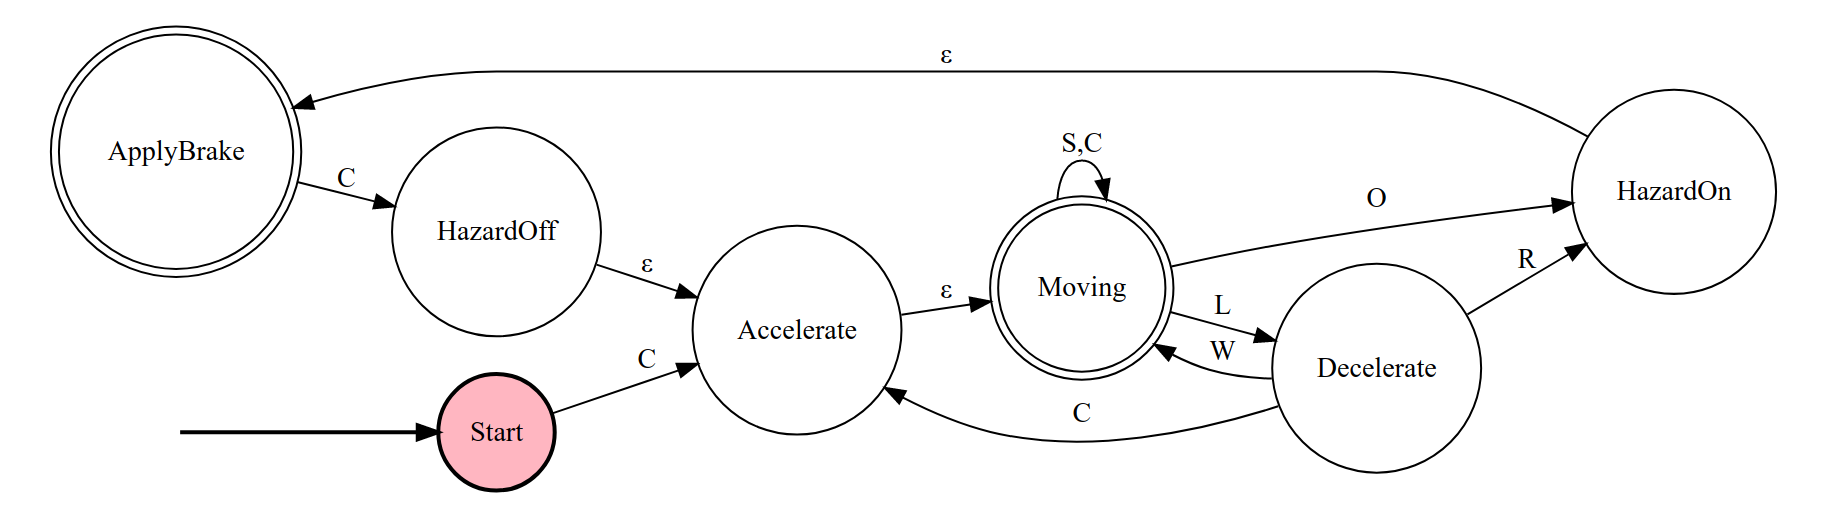 ε
S,C
ApplyBrake
C
O
HazardOn
HazardOff
ε
R
ε
Moving
L
Accelerate
W
C
Decelerate
C
Start